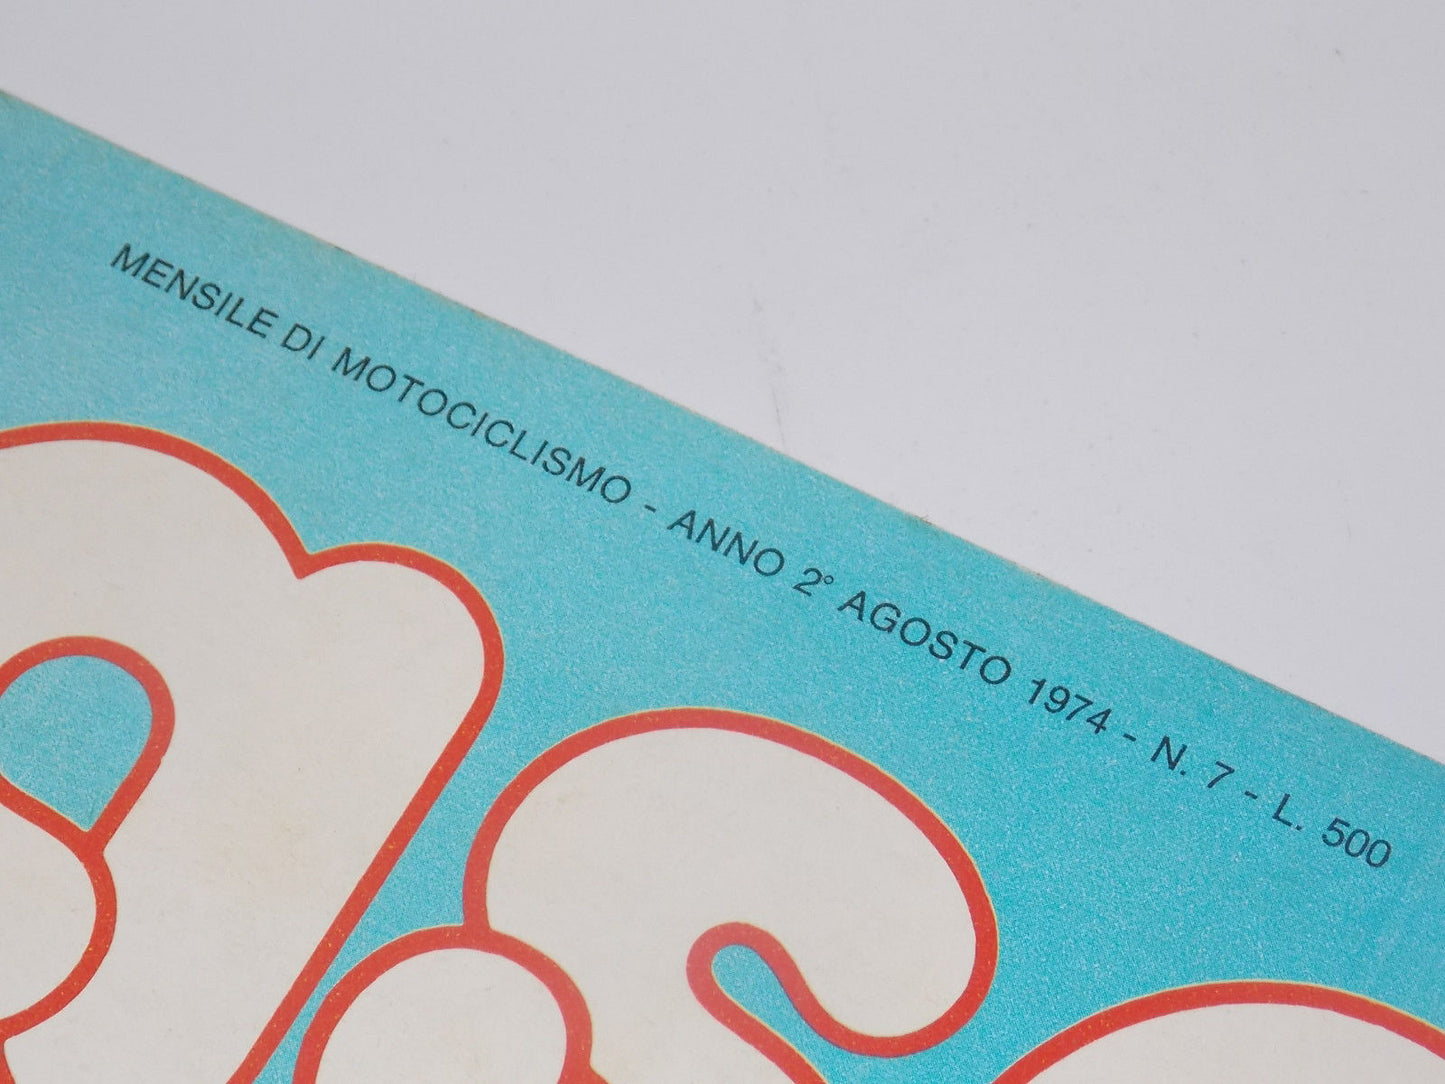 MENSILE DI MOTOCICLISMO - ANNO 2° AGOSTO 1974 - N. 7 - L. 500